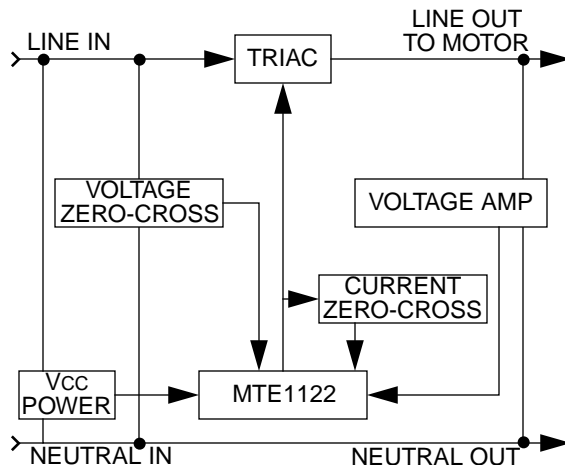 LINE IN
LINE OUT
TO MOTOR
TRIAC
VOLTAGE
ZERO-CROSS
VOLTAGE AMP
CURRENT
ZERO-CROSS
VCC
POWER
MTE1122
NEUTRAL IN
NEUTRAL OUT